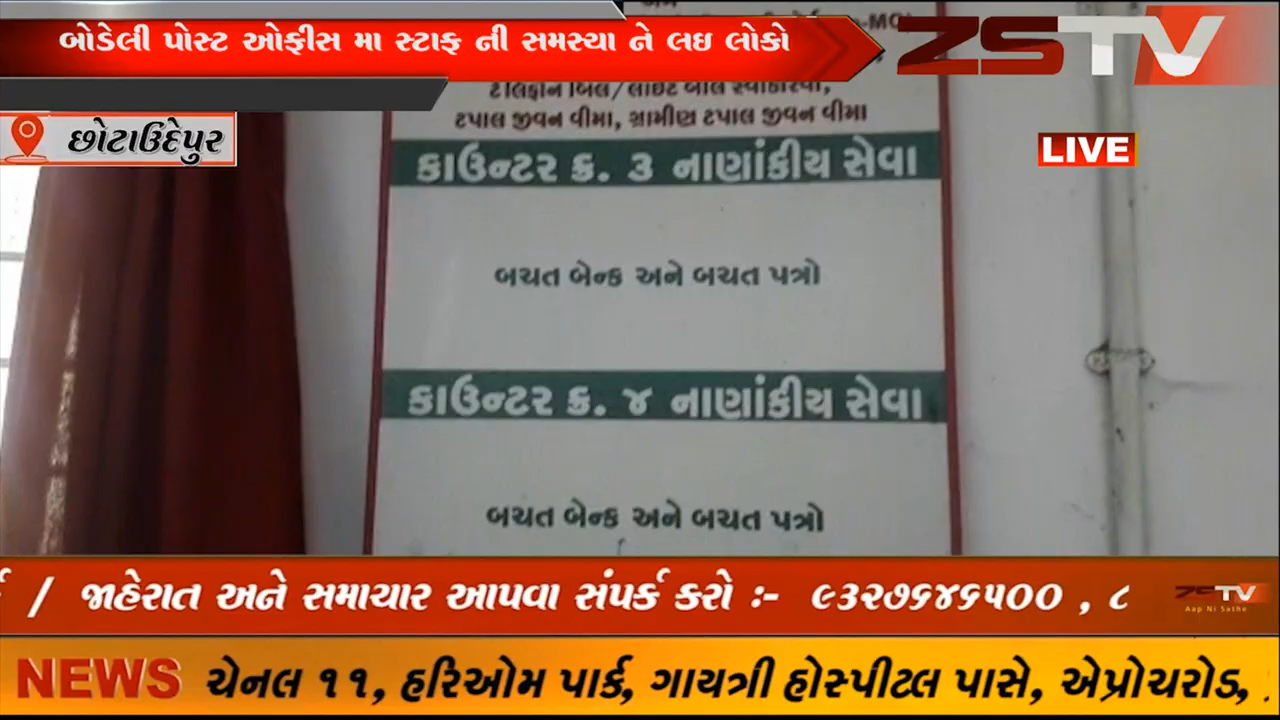 બોડેલી પોસ્ટ ઓફીસ મા સ્ટાફ ની સમસ્યા ને લઇ લોકો
ZSTV
છોટાઉદેપુર
LIVE
ટેલિફોન બિલ/લાઇટ બીલ સ્વીકારવા,
ટપાલ જીવન વીમા, ગ્રામીણ ટપાલ જીવન વીમા
કાઉન્ટર ક્ર. ૩ નાણાંકીય સેવા
બચત બેન્ક અને બચત પત્રો
કાઉન્ટર ક્ર. ૪ નાણાંકીય સેવા
બચત બેન્ક અને બચત પત્રો
/ જાહેરાત અને સમાચાર આપવા સંપર્ક કરો :- ૯૩૨૭૬૪૬૫૦૦ , ૮
ZSTV
Aap Ni Sathe
NEWS ચેનલ ૧૧, હરિઓમ પાર્ક, ગાયત્રી હોસ્પીટલ પાસે, એપ્રોચરોડ,